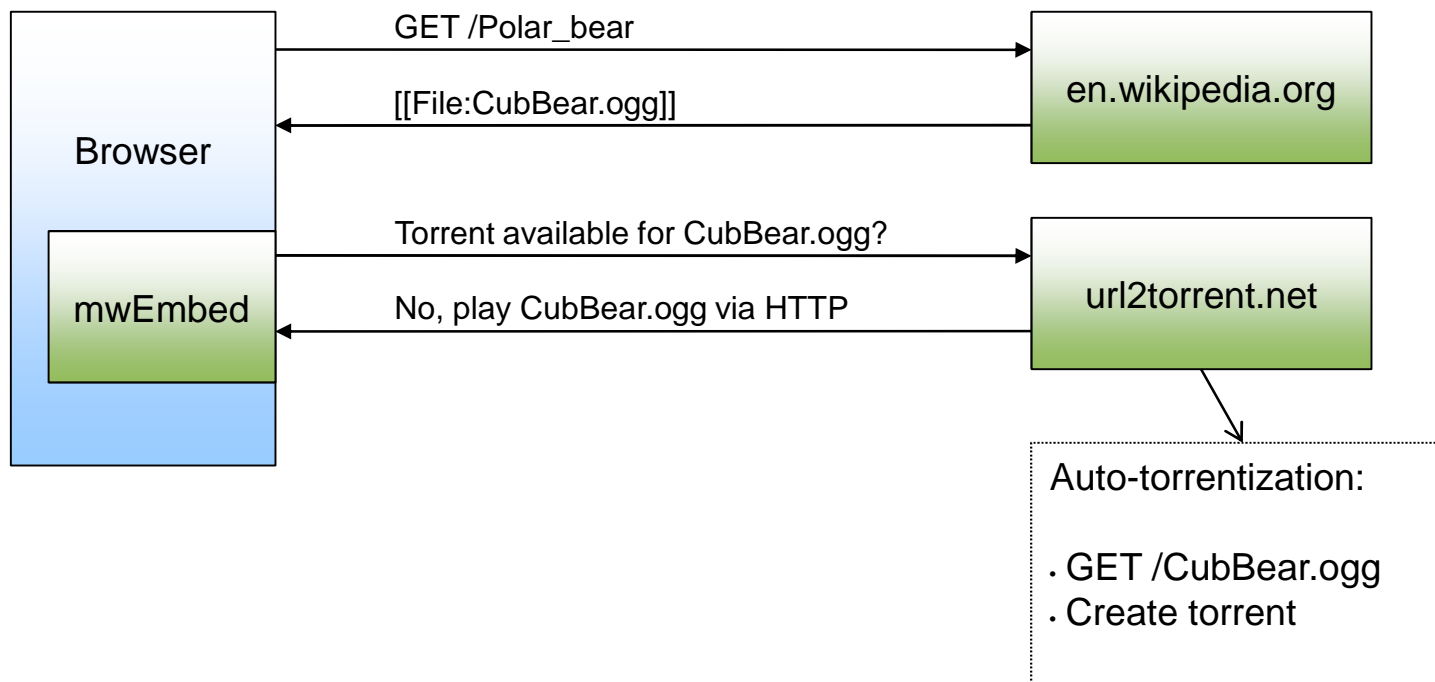 GET /Polar_bear
en.wikipedia.org
[[File:CubBear.ogg]]
Browser
Torrent available for CubBear.ogg?
mwEmbed
No, play CubBear.ogg via HTTP
url2torrent.net
Auto-torrentization:
• GET /CubBear.ogg
• Create torrent